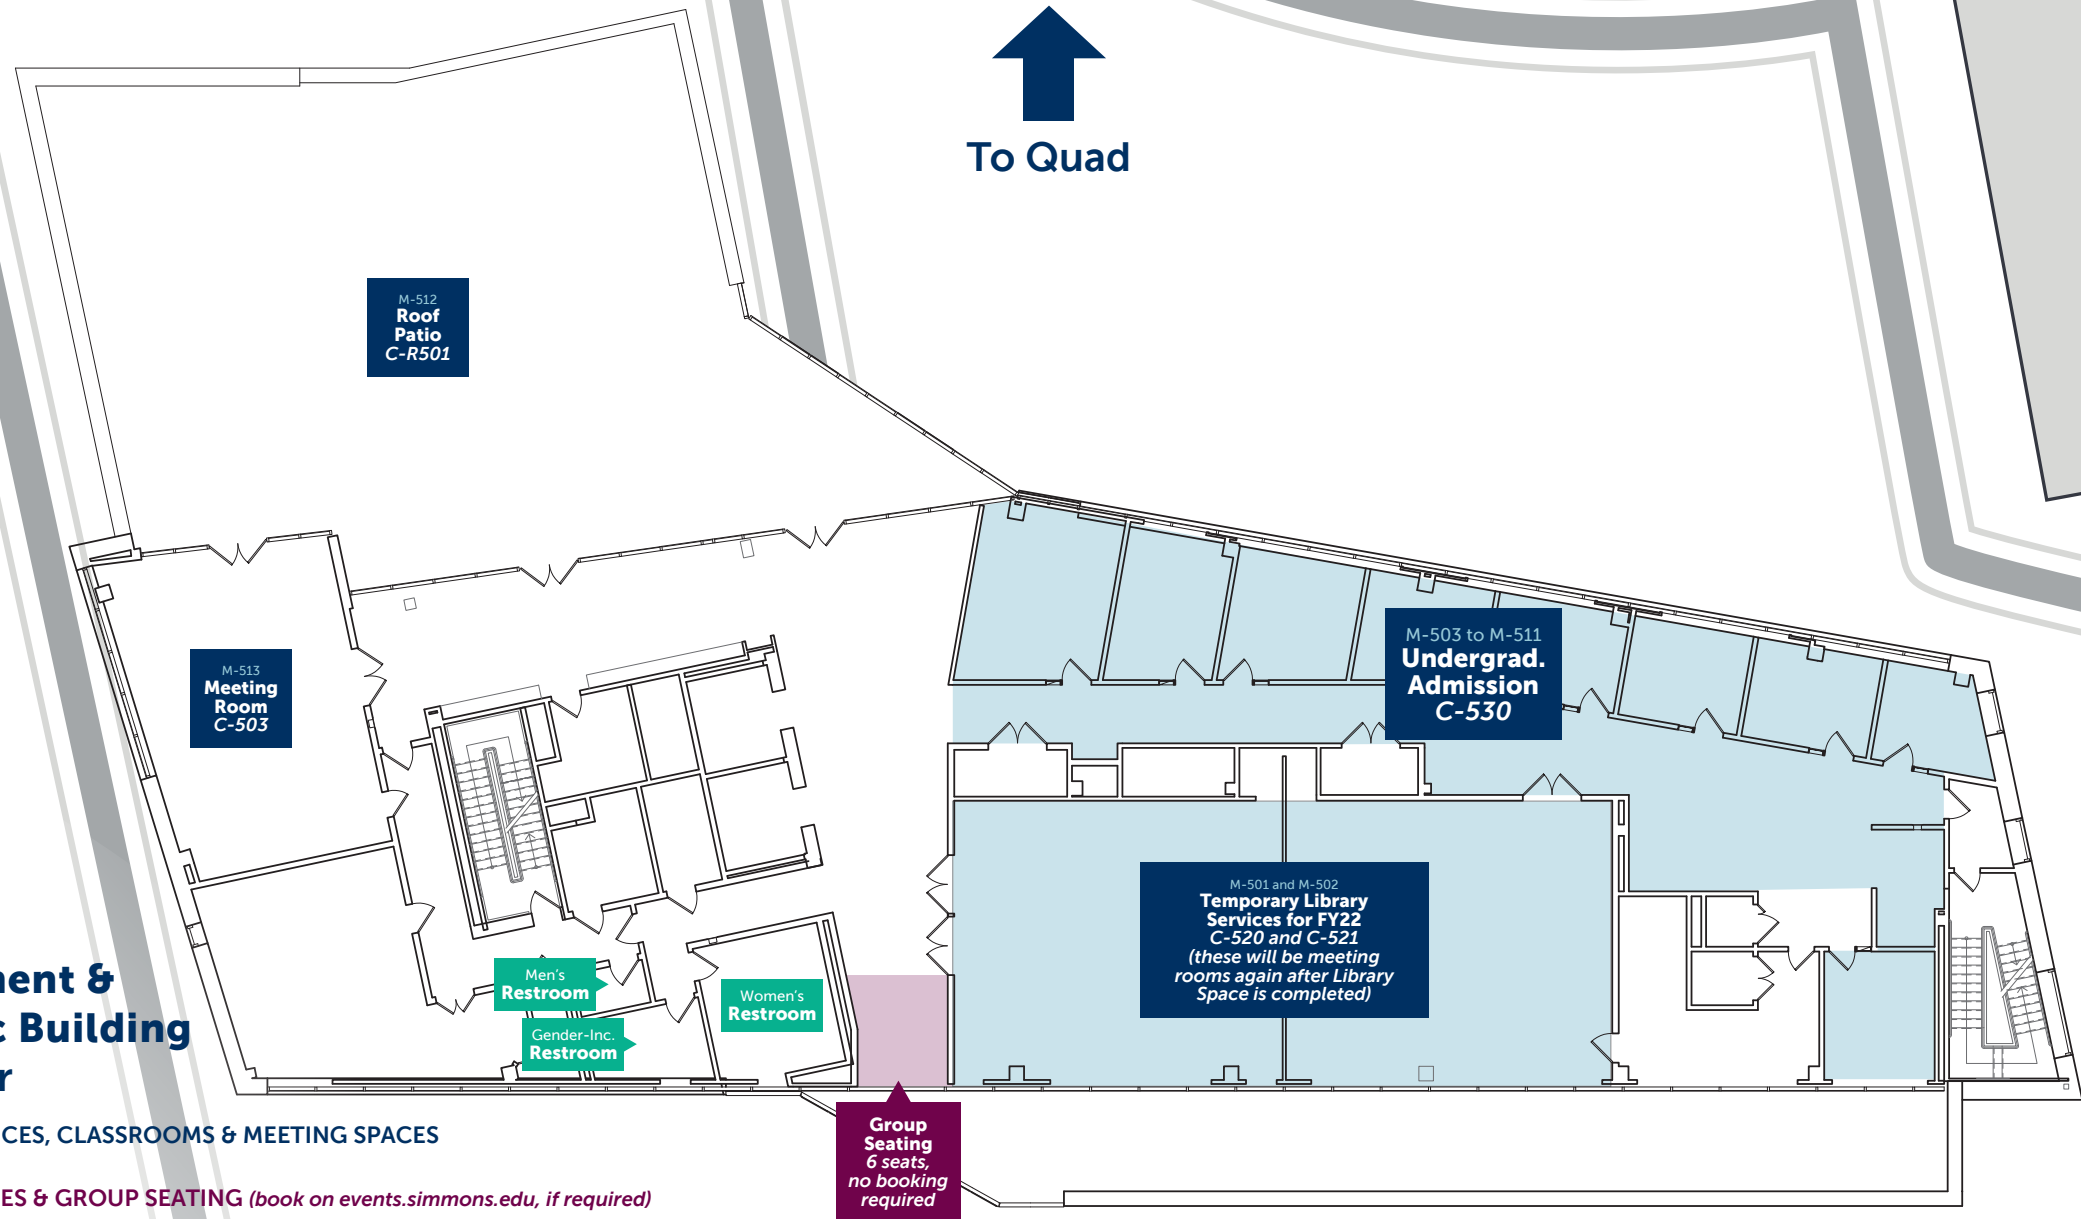 To Quad
M-512
Roof
Patio
C-R501
M-513
Meeting
Room
C-503
M-503 to M-511
Undergrad.
Admission
C-530
M-501 and M-502
Temporary Library
Services for FY22
C-520 and C-521
(these will be meeting
rooms again after Library
Space is completed)
Men's
Restroom
Women's
Restroom
Gender-Inc.
Restroom
Group
Seating
6 seats,
no booking
required
&
Building
CLASSROOMS & MEETING SPACES
& GROUP SEATING (book on events.simmons.edu, if required)